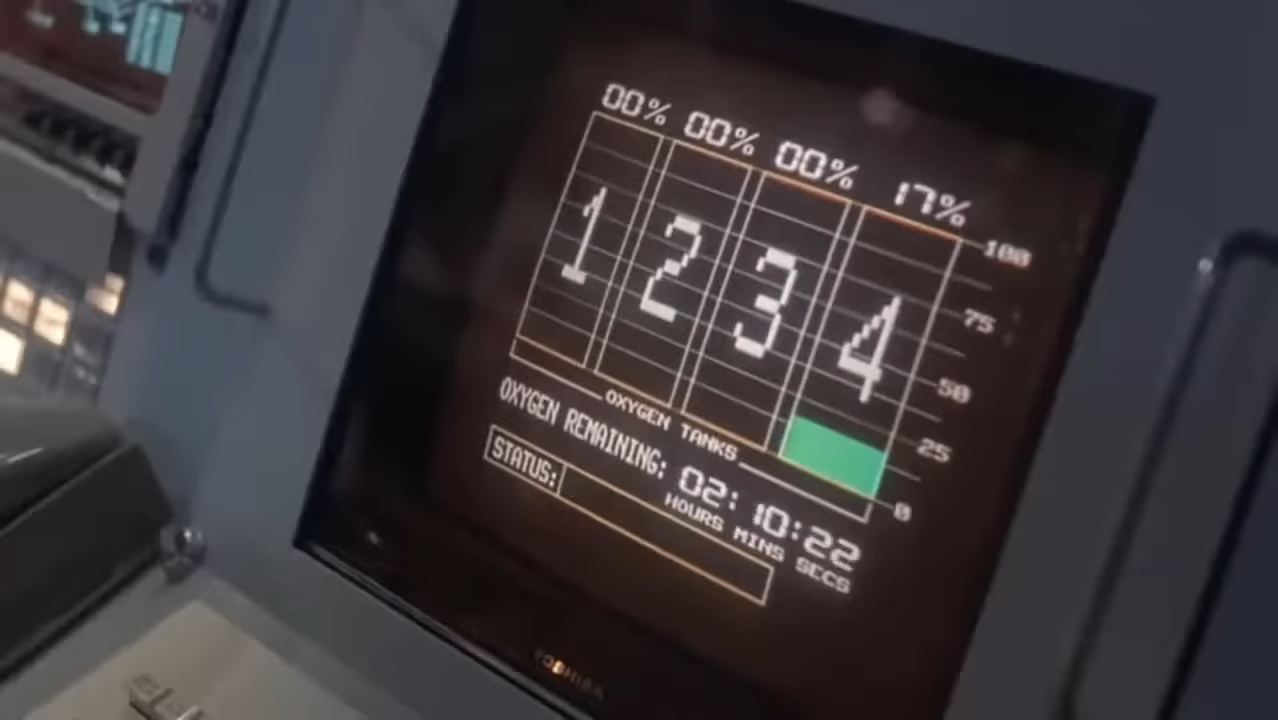 00% 00% 00% 17%
100
1 2 3 4
75
50
25
0
OXYGEN TANKS
OXYGEN REMAINING: 02:10:22
HOURS MINS SECS
STATUS:
TOSHIBA